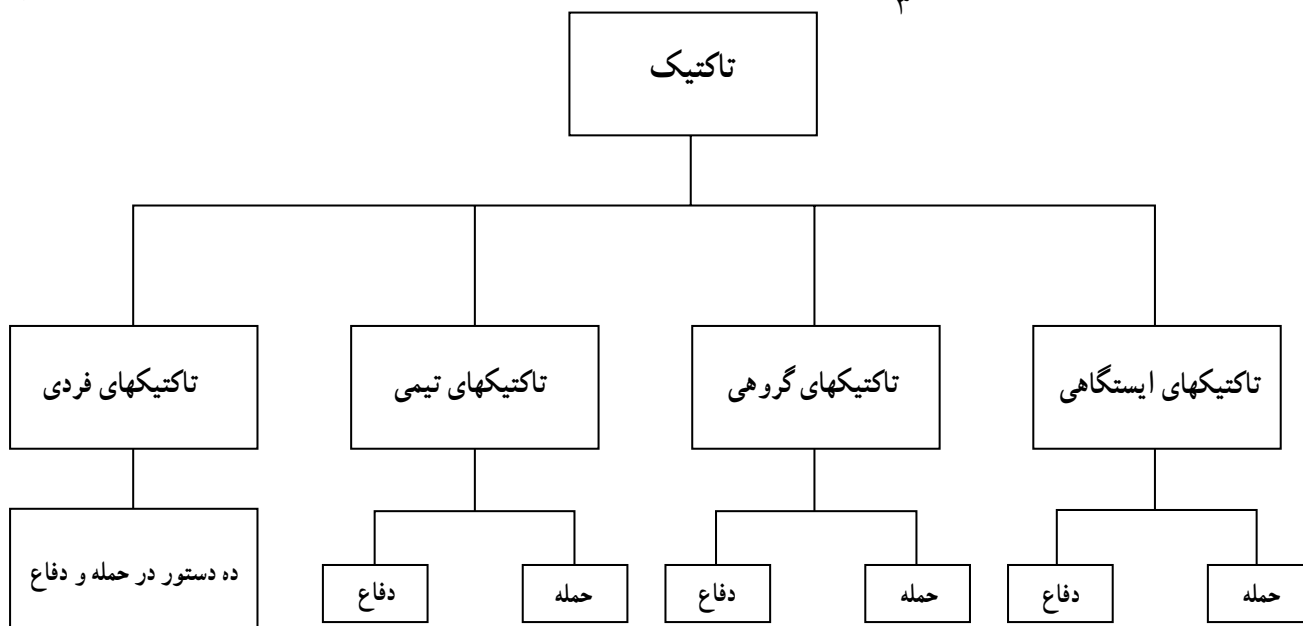 ۳
تاکتیک
تاکتیکهای ایستگاهی
تاکتیکهای گروهی
تاکتیکهای تیمی
تاکتیکهای فردی
حمله
دفاع
حمله
دفاع
حمله
دفاع
ده دستور در حمله و دفاع